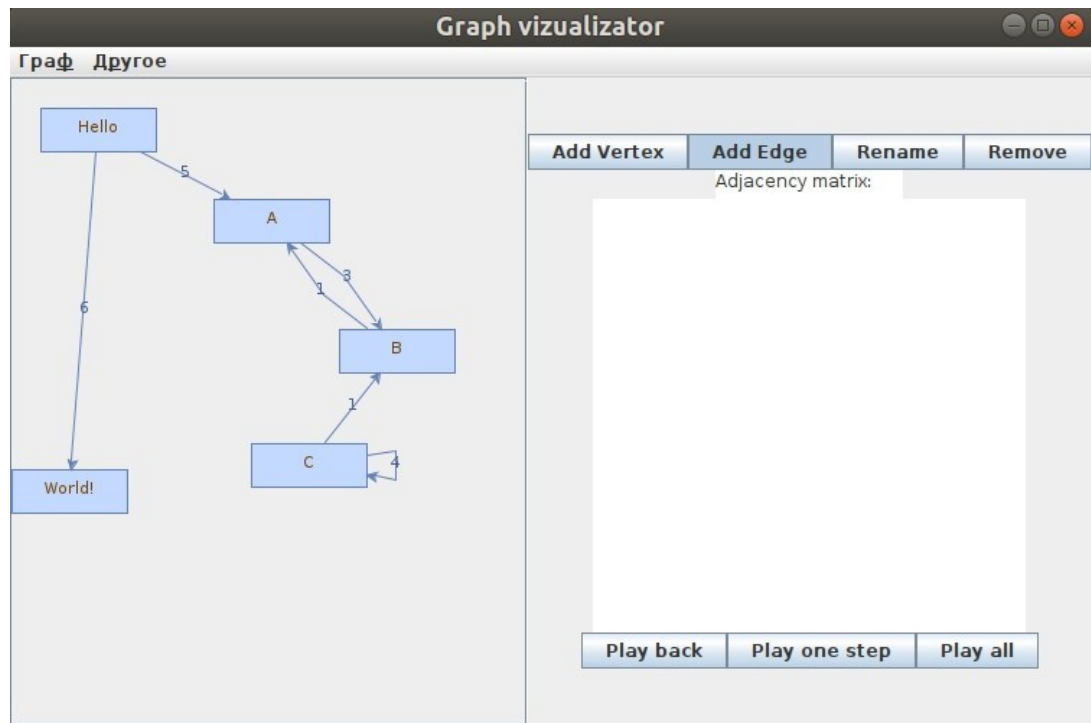 Graph vizualizator
Граф Другое
Hello
5
A
3
1
6
B
1
C
4
World!
Add Vertex Add Edge Rename Remove
Adjacency matrix:
Play back Play one step Play all